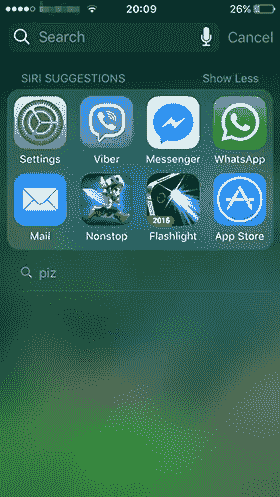 20:09
26%
Search
Cancel
SIRI SUGGESTIONS
Show Less
Settings
Viber
Messenger
WhatsApp
Mail
Nonstop
2016
Flashlight
App Store
piz